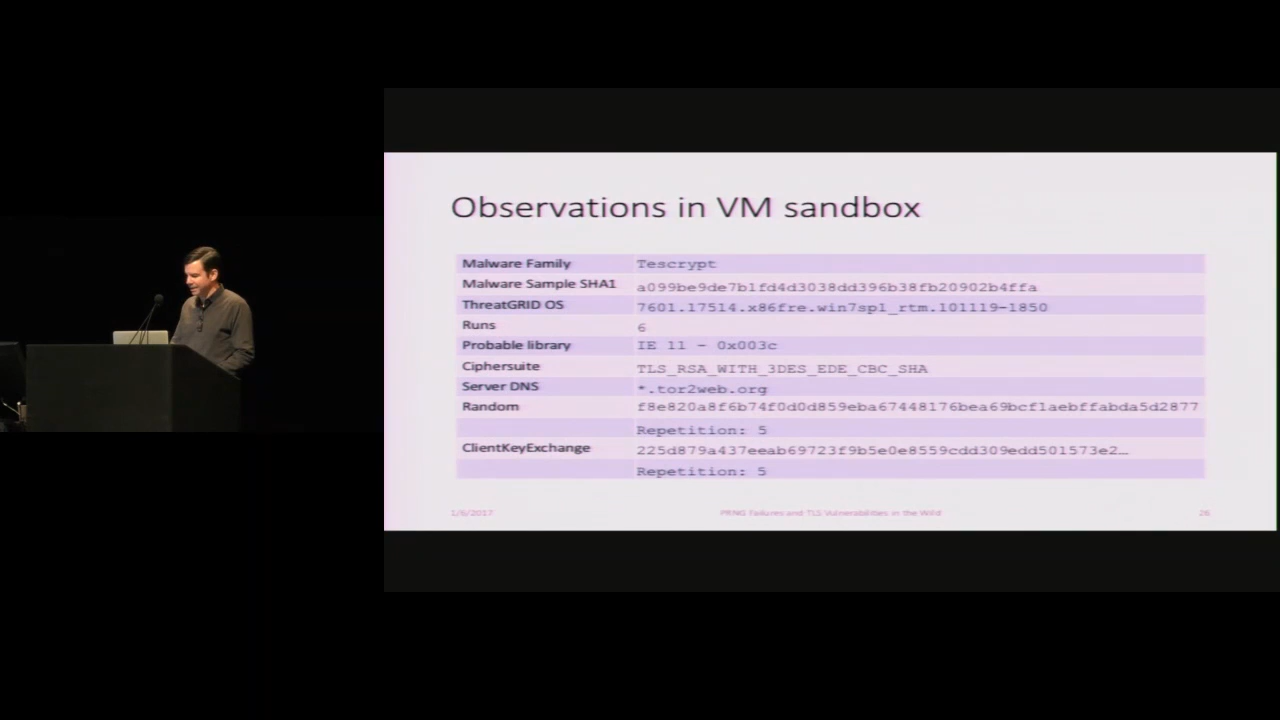 Observations in VM sandbox
Malware Family Tescrypt
Malware Sample SHA1 a099be9de7b1fd4d3038dd396b38fb20902b4ffa
ThreatGRID OS 7601.17514.x86fre.win7sp1_rtm.101119-1850
Runs 6
Probable library IE 11 - 0x003c
Ciphersuite TLS_RSA_WITH_3DES_EDE_CBC_SHA
Server DNS *.tor2web.org
Random f8e820a8f6b74f0d0d859eba67448176bea69bcf1aebffabda5d2877
Repetition: 5
ClientKeyExchange 225d879a437eeab69723f9b5e0e8559cdd309edd501573e2…
Repetition: 5
1/6/2017 PRNG Failures and TLS Vulnerabilities in the Wild 26